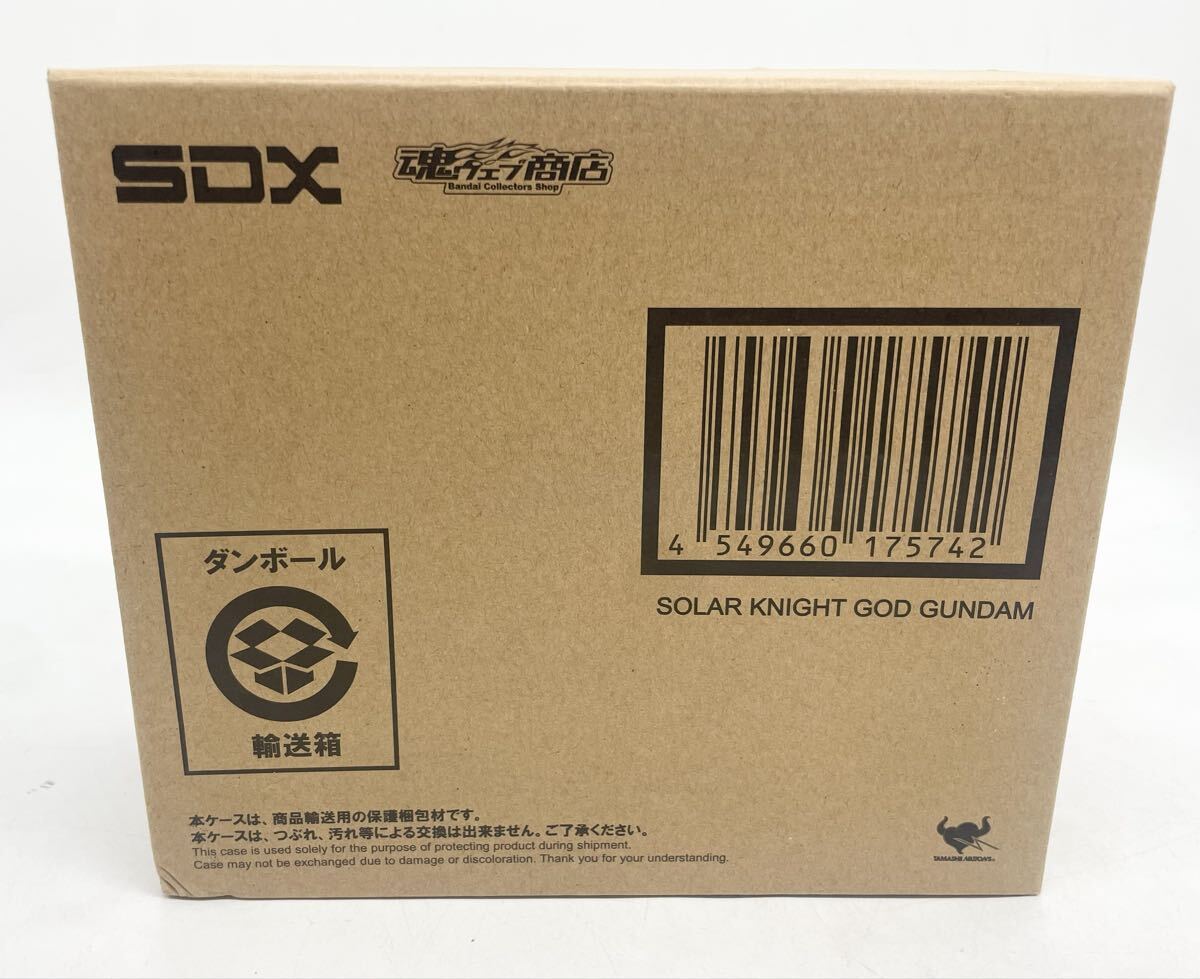 SDX
魂ウェブ商店
Bandai Collectors Shop
4 549660 175742
SOLAR KNIGHT GOD GUNDAM
ダンボール
輸送箱
本ケースは、商品輸送用の保護梱包材です。
本ケースは、つぶれ、汚れ等による交換は出来ません。ご了承ください。
This case is used solely for the purpose of protecting product during shipment.
Case may not be exchanged due to damage or discoloration. Thank you for your understanding.
TAMASHII NATIONS